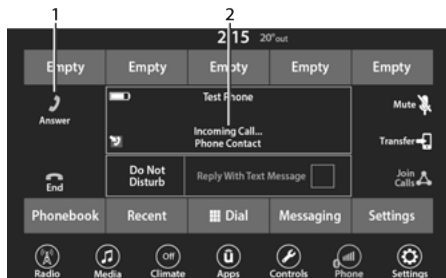 1
2
2 15 20°out
Empty Empty Empty Empty Empty
Answer
Test Phone
Mute
Incoming Call...
Phone Contact
Transfer
End
Do Not
Disturb
Reply With Text Message
Join
Calls
Phonebook Recent Dial Messaging Settings
Off ū
Radio Media Climate Apps Controls Phone Settings